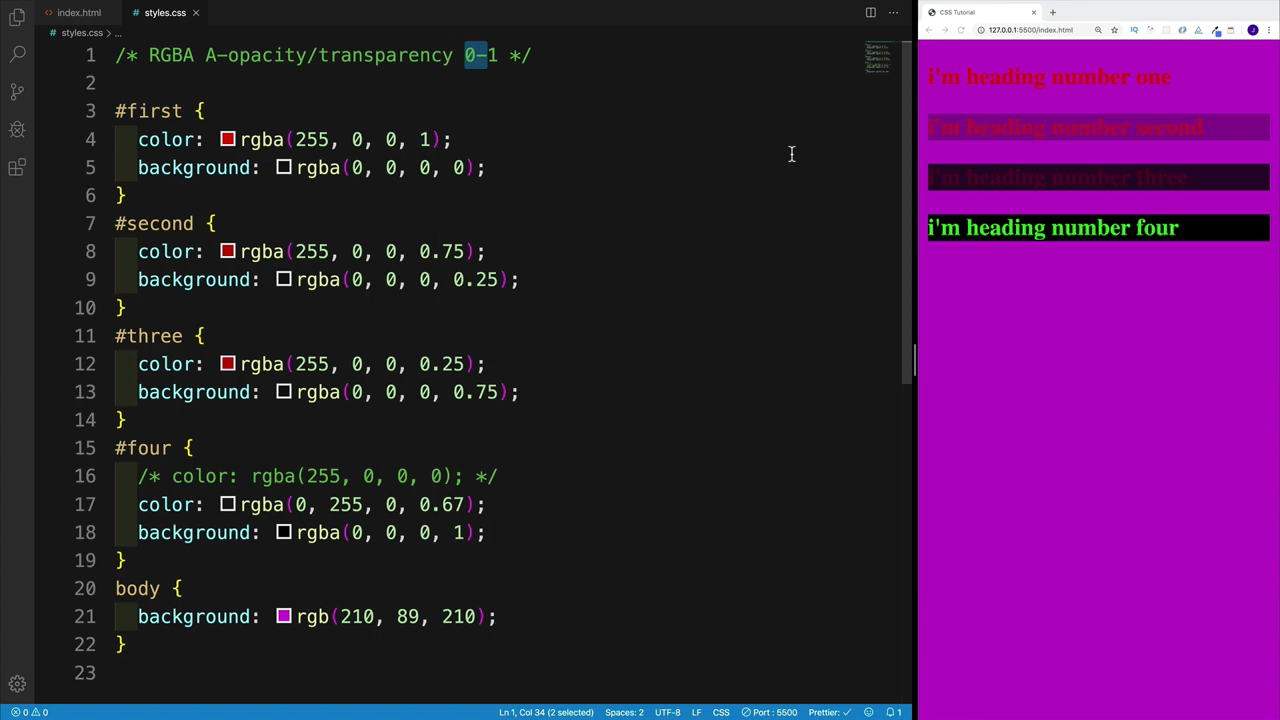 index.html
styles.css
styles.css > ...
1 /* RGBA A-opacity/transparency 0-1 */
2
3 #first {
4 color: rgba(255, 0, 0, 1);
5 background: rgba(0, 0, 0, 0);
6 }
7 #second {
8 color: rgba(255, 0, 0, 0.75);
9 background: rgba(0, 0, 0, 0.25);
10 }
11 #three {
12 color: rgba(255, 0, 0, 0.25);
13 background: rgba(0, 0, 0, 0.75);
14 }
15 #four {
16 /* color: rgba(255, 0, 0, 0); */
17 color: rgba(0, 255, 0, 0.67);
18 background: rgba(0, 0, 0, 1);
19 }
20 body {
21 background: rgb(210, 89, 210);
22 }
23
0 0 Ln 1, Col 34 (2 selected) Spaces: 2 UTF-8 LF CSS Port : 5500 Prettier: 1
CSS Tutorial
127.0.0.1:5500/index.html
i'm heading number one
i'm heading number second
i'm heading number three
i'm heading number four